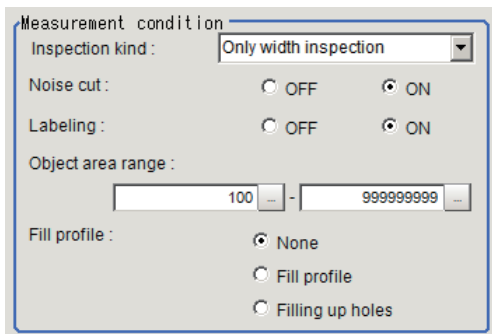 Measurement condition
Inspection kind : Only width inspection
Noise cut : OFF ON
Labeling : OFF ON
Object area range :
100 ... - 999999999 ...
Fill profile : None
Fill profile
Filling up holes